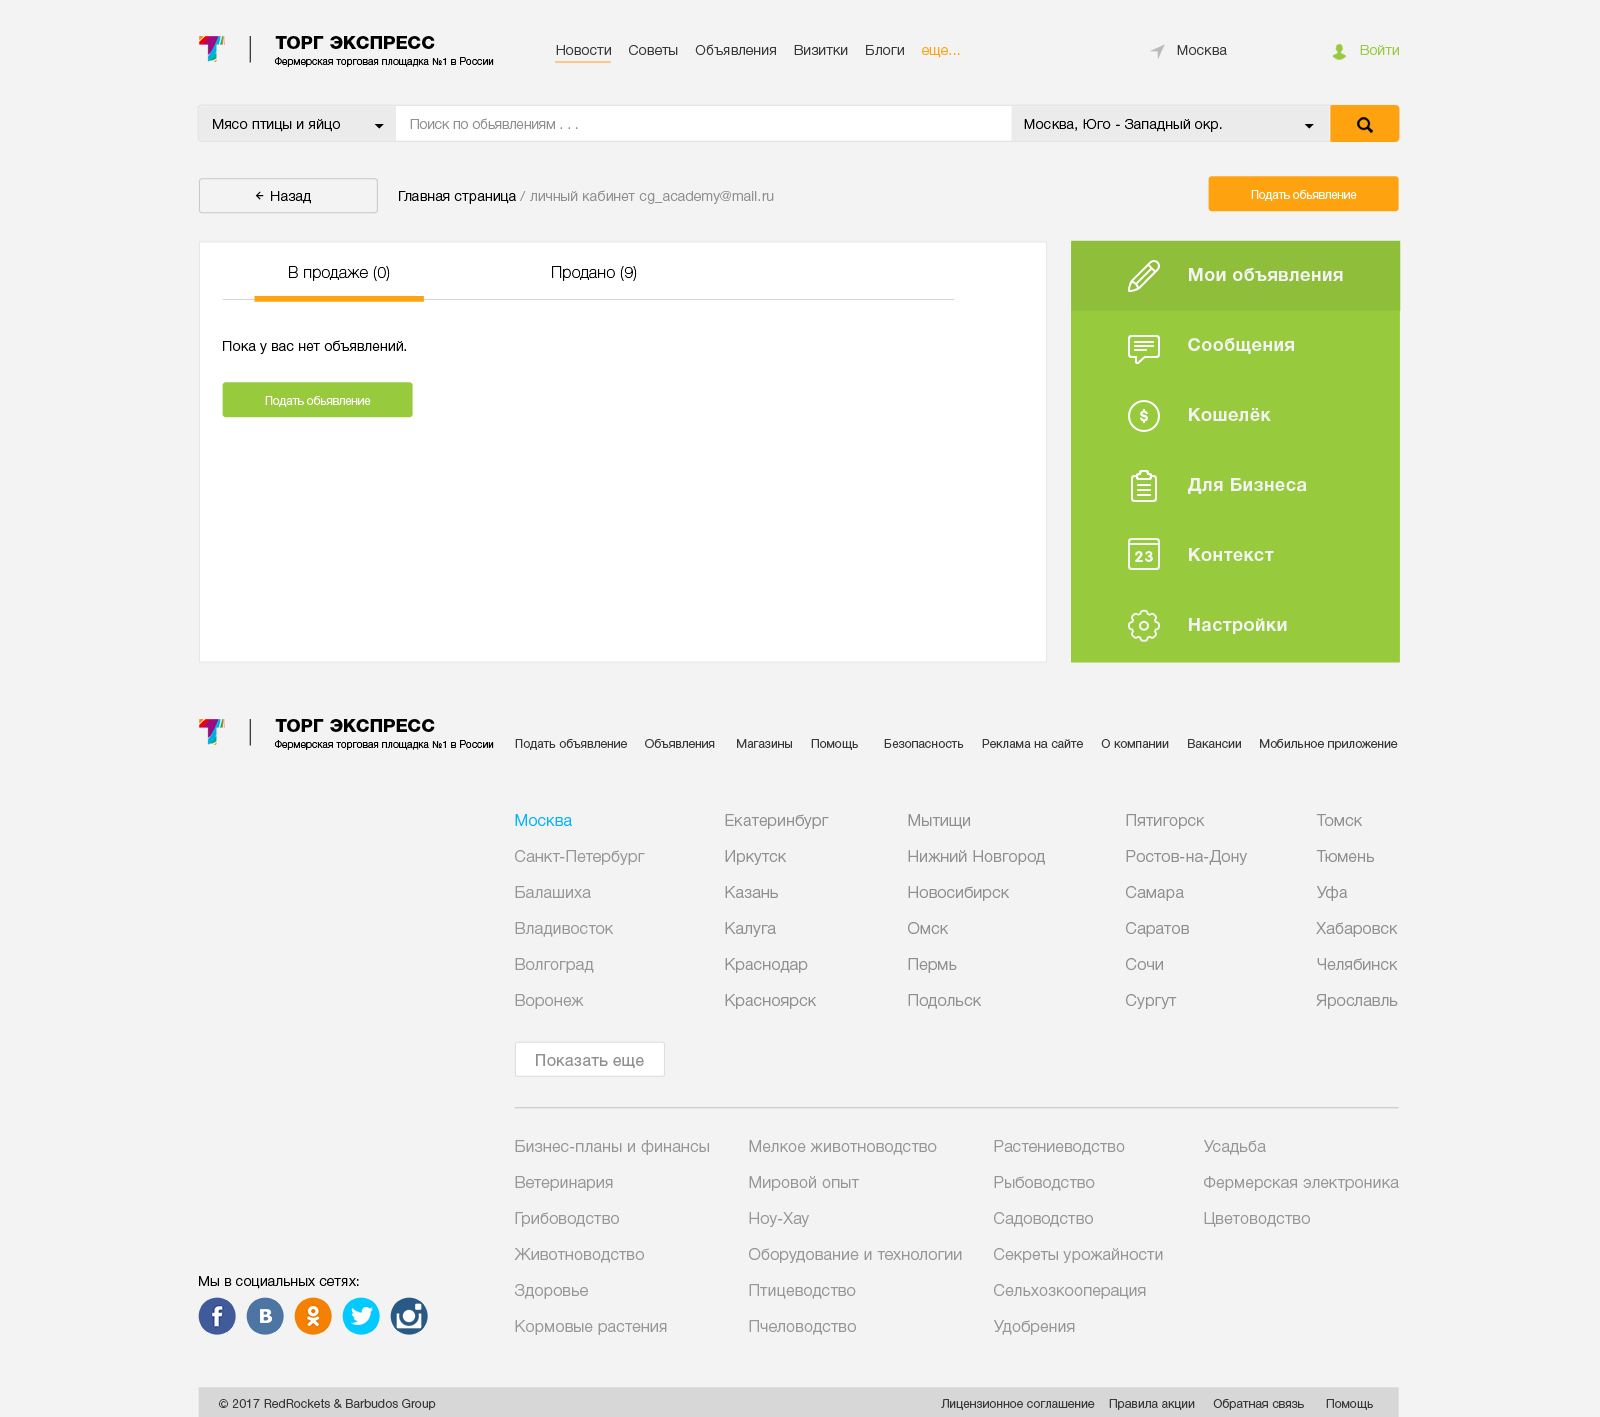 ТОРГ ЭКСПРЕСС
Фермерская торговая площадка №1 в России
Новости Советы Объявления Визитки Блоги еще...
Москва
Войти
Мясо птицы и яйцо
Поиск по обьявлениям . . .
Москва, Юго - Западный окр.
Назад
Главная страница / личный кабинет cg_academy@mall.ru
Подать обьявление
В продаже (0)
Продано (9)
Пока у вас нет объявлений.
Подать обьявление
Мои объявления
Сообщения
$ Кошелёк
Для Бизнеса
23 Контекст
Настройки
ТОРГ ЭКСПРЕСС
Фермерская торговая площадка №1 в России
Подать объявление Объявления Магазины Помощь Безопасность Реклама на сайте О компании Вакансии Мобильное приложение
Москва Екатеринбург Мытищи Пятигорск Томск
Санкт-Петербург Иркутск Нижний Новгород Ростов-на-Дону Тюмень
Балашиха Казань Новосибирск Самара Уфа
Владивосток Калуга Омск Саратов Хабаровск
Волгоград Краснодар Пермь Сочи Челябинск
Воронеж Красноярск Подольск Сургут Ярославль
Показать еще
Бизнес-планы и финансы Мелкое животноводство Растениеводство Усадьба
Ветеринария Мировой опыт Рыбоводство Фермерская электроника
Грибоводство Ноу-Хау Садоводство Цветоводство
Животноводство Оборудование и технологии Секреты урожайности
Здоровье Птицеводство Сельхозкооперация
Кормовые растения Пчеловодство Удобрения
Мы в социальных сетях:
© 2017 RedRockets & Barbudos Group
Лицензионное соглашение Правила акции Обратная связь Помощь